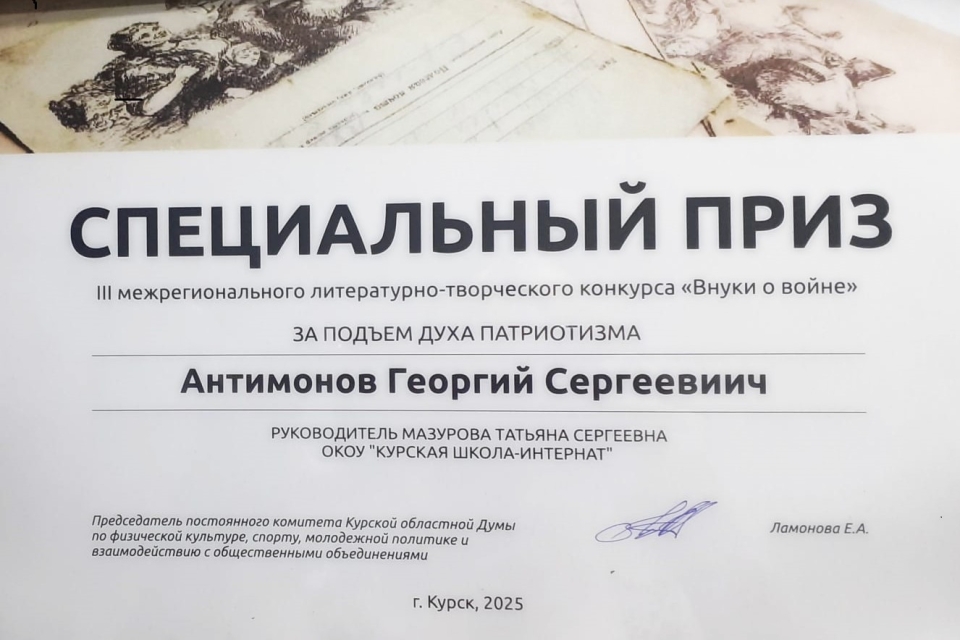 СПЕЦИАЛЬНЫЙ ПРИЗ
III межрегионального литературно-творческого конкурса «Внуки о войне»
ЗА ПОДЪЕМ ДУХА ПАТРИОТИЗМА
Антимонов Георгий Сергеевиич
РУКОВОДИТЕЛЬ МАЗУРОВА ТАТЬЯНА СЕРГЕЕВНА
ОКОУ "КУРСКАЯ ШКОЛА-ИНТЕРНАТ"
Председатель постоянного комитета Курской областной Думы
по физической культуре, спорту, молодежной политике и
взаимодействию с общественными объединениями
Ламонова Е.А.
г. Курск, 2025